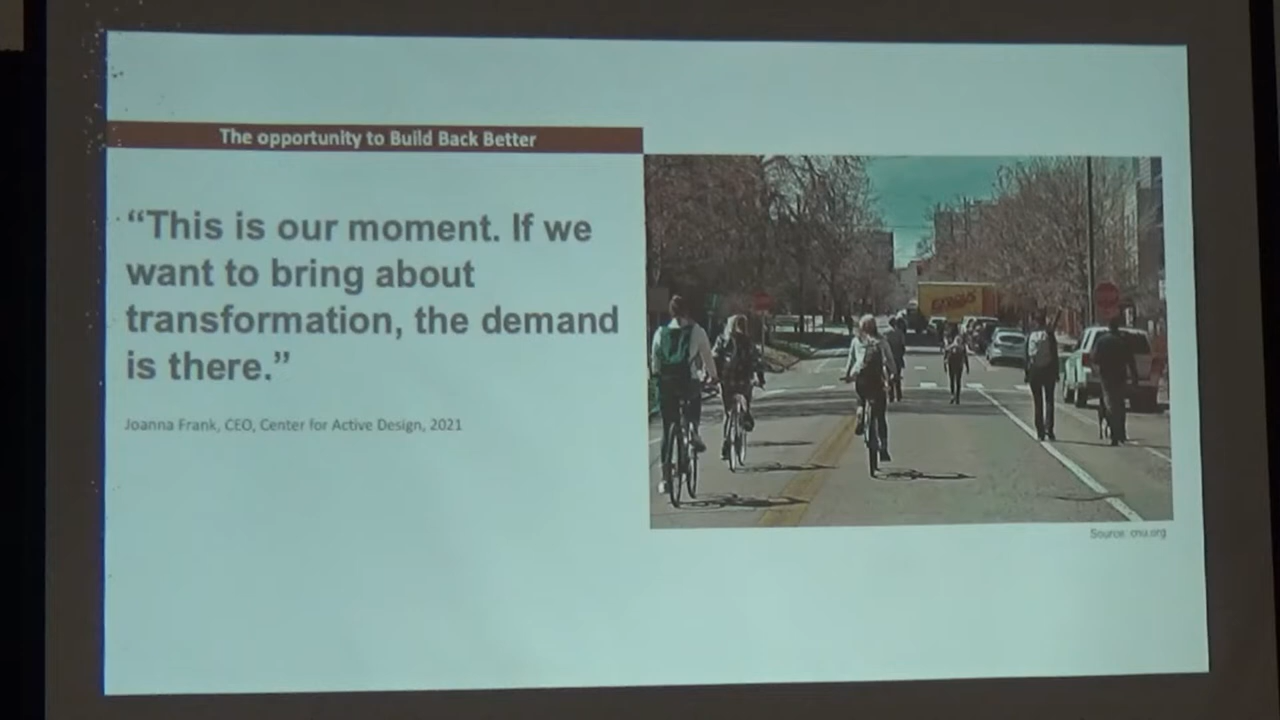 The opportunity to Build Back Better
“This is our moment. If we
want to bring about
transformation, the demand
is there.”
Joanna Frank, CEO, Center for Active Design, 2021
Source: cnu.org